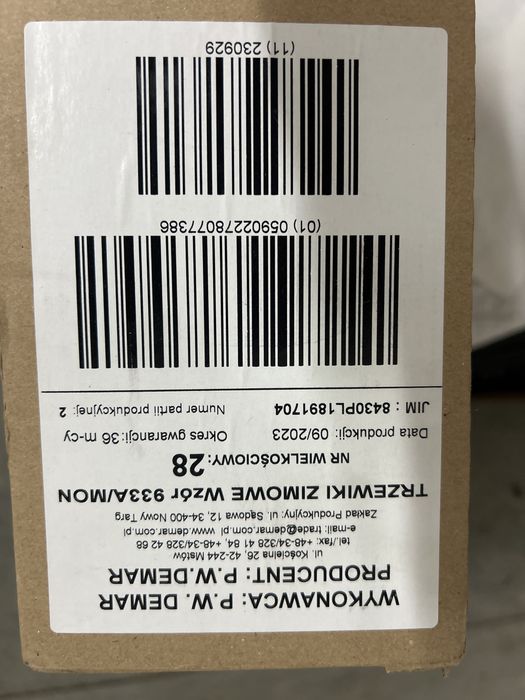 WYKONAWCA: P.W. DEMAR
PRODUCENT: P.W.DEMAR
ul. Kościelna 26, 42-244 Mstów
tel./fax: +48-34/328 41 84, +48-34/328 42 68
e-mail: trade@demar.com.pl www.demar.com.pl
Zakład Produkcyjny: ul. Sądowa 12, 34-400 Nowy Targ
TRZEWIKI ZIMOWE Wzór 933A/MON
NR WIELKOŚCIOWY: 28
Data produkcji: 09/2023 Okres gwarancji: 36 m-cy
JIM : 8430PL1891704 Numer partii produkcyjnej: 2
(01) 05902278077386
(11) 230929